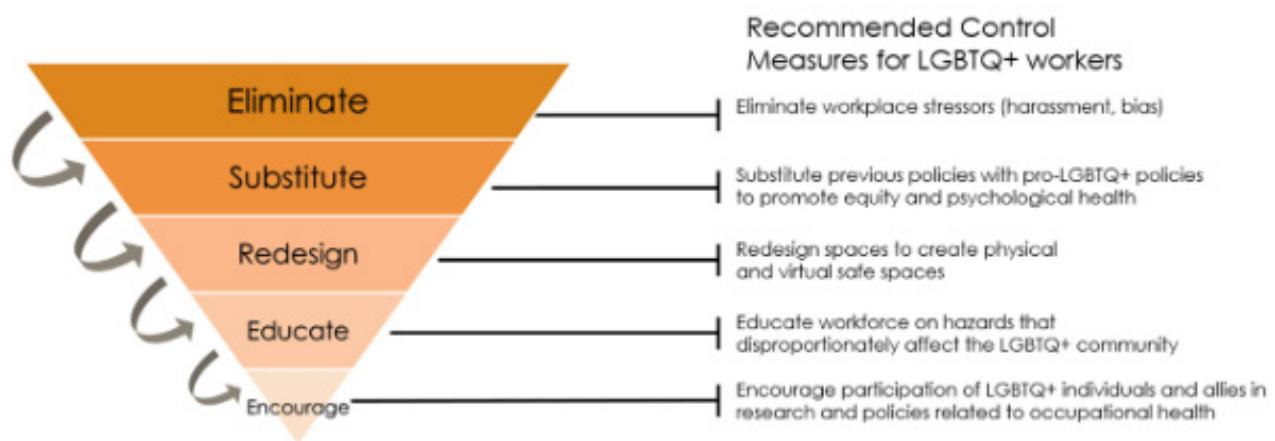 Recommended Control
Measures for LGBTQ+ workers
Eliminate
Eliminate workplace stressors (harassment, bias)
Substitute
Substitute previous policies with pro-LGBTQ+ policies
to promote equity and psychological health
Redesign
Redesign spaces to create physical
and virtual safe spaces
Educate
Educate workforce on hazards that
disproportionately affect the LGBTQ+ community
Encourage
Encourage participation of LGBTQ+ individuals and allies in
research and policies related to occupational health